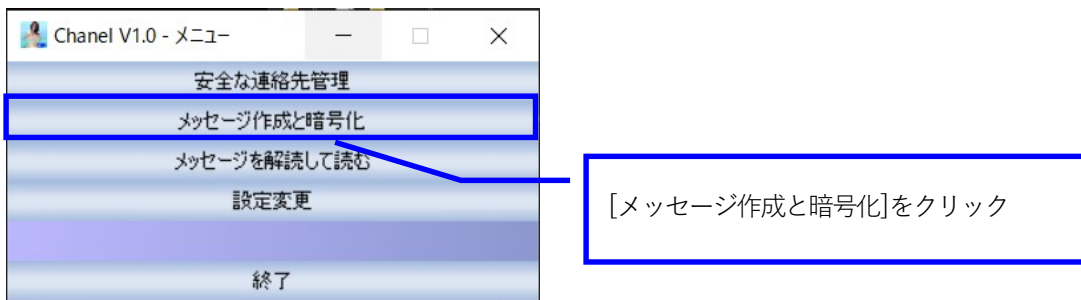 Chanel V1.0 - メニュー
安全な連絡先管理
メッセージ作成と暗号化
メッセージを解読して読む
設定変更
[メッセージ作成と暗号化]をクリック
終了